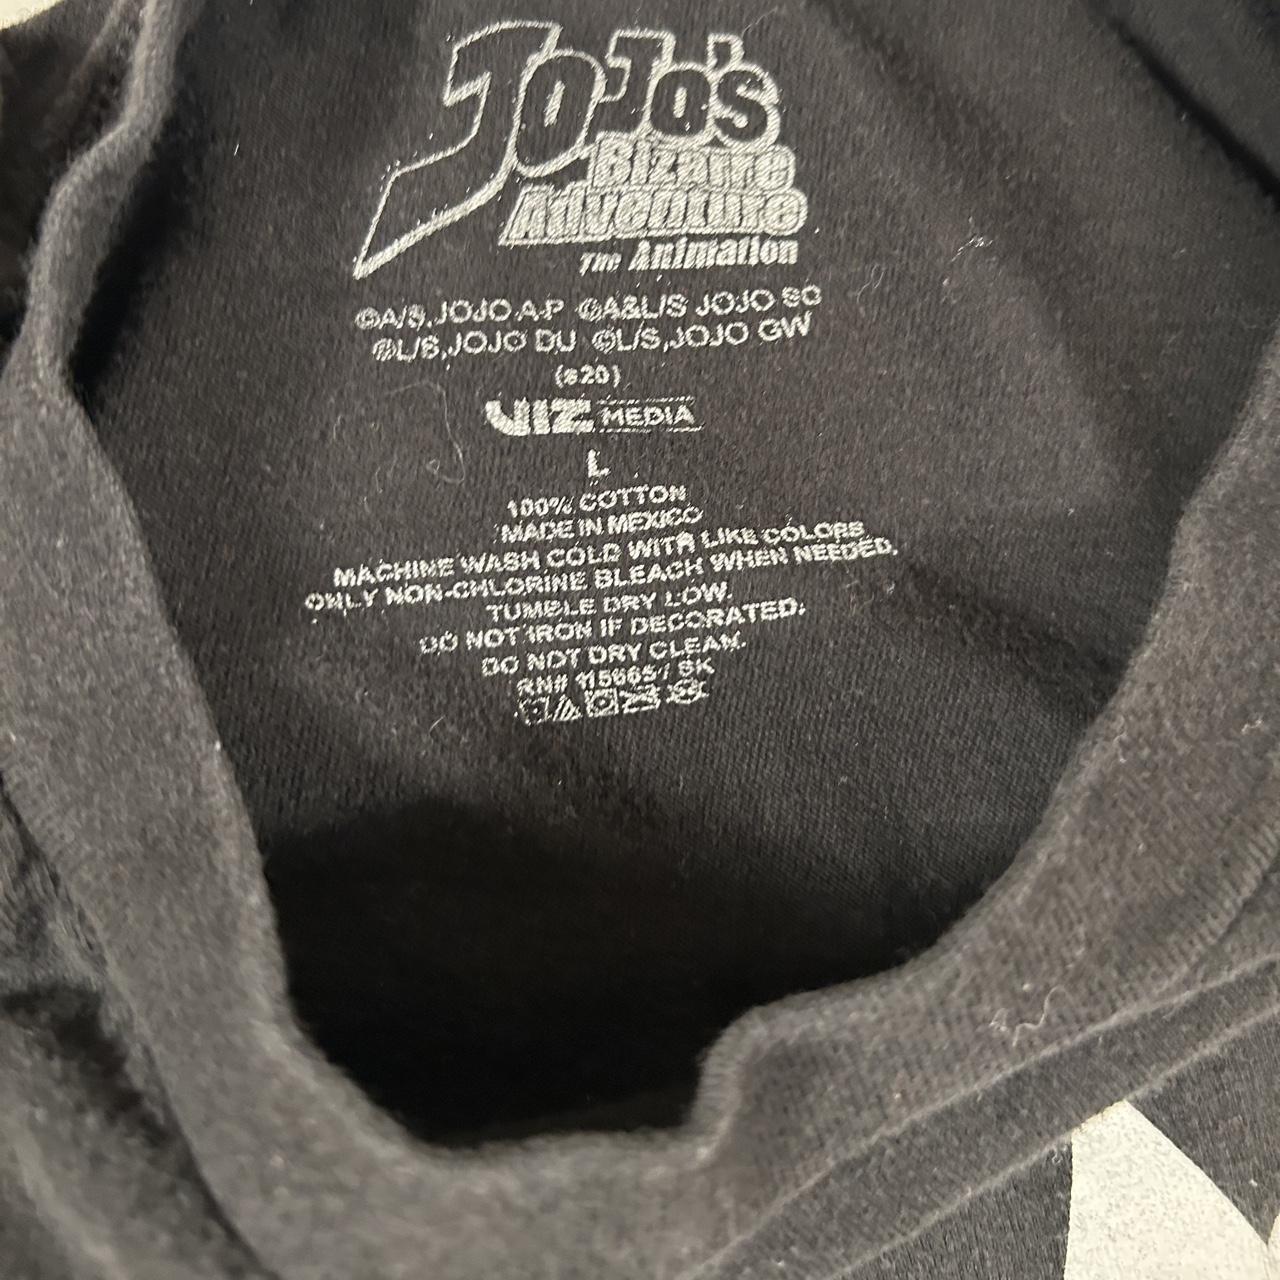 JoJo's
Bizarre
Adventure
The Animation
©A/S,JOJO A.P ©A&L/S JOJO SC
©L/S,JOJO DU ©L/S,JOJO GW
(s20)
VIZ MEDIA
L
100% COTTON
MADE IN MEXICO
MACHINE WASH COLD WITH LIKE COLORS
ONLY NON-CHLORINE BLEACH WHEN NEEDED.
TUMBLE DRY LOW.
DO NOT IRON IF DECORATED.
DO NOT DRY CLEAN.
RN# / SK